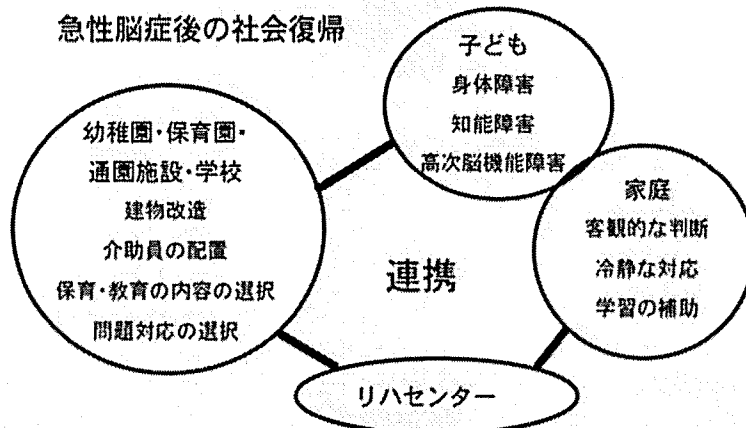 急性脳症後の社会復帰
子ども
身体障害
知能障害
高次脳機能障害
幼稚園・保育園・
通園施設・学校
建物改造
介助員の配置
保育・教育の内容の選択
問題対応の選択
家庭
客観的な判断
冷静な対応
学習の補助
連携
リハセンター